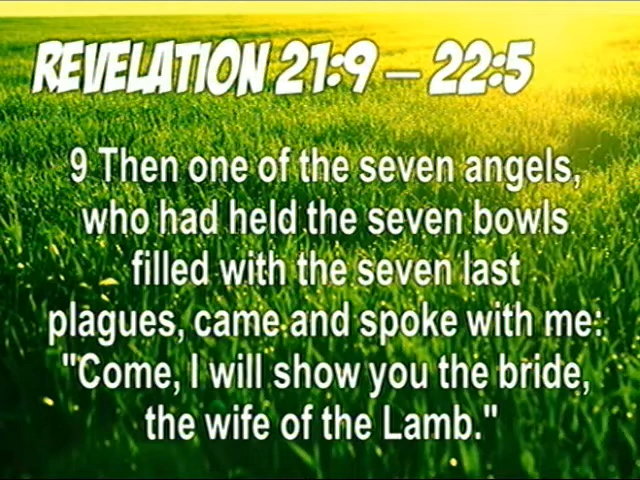 REVELATION 21:9 – 22:5
9 Then one of the seven angels,
who had held the seven bowls
filled with the seven last
plagues, came and spoke with me:
"Come, I will show you the bride,
the wife of the Lamb."